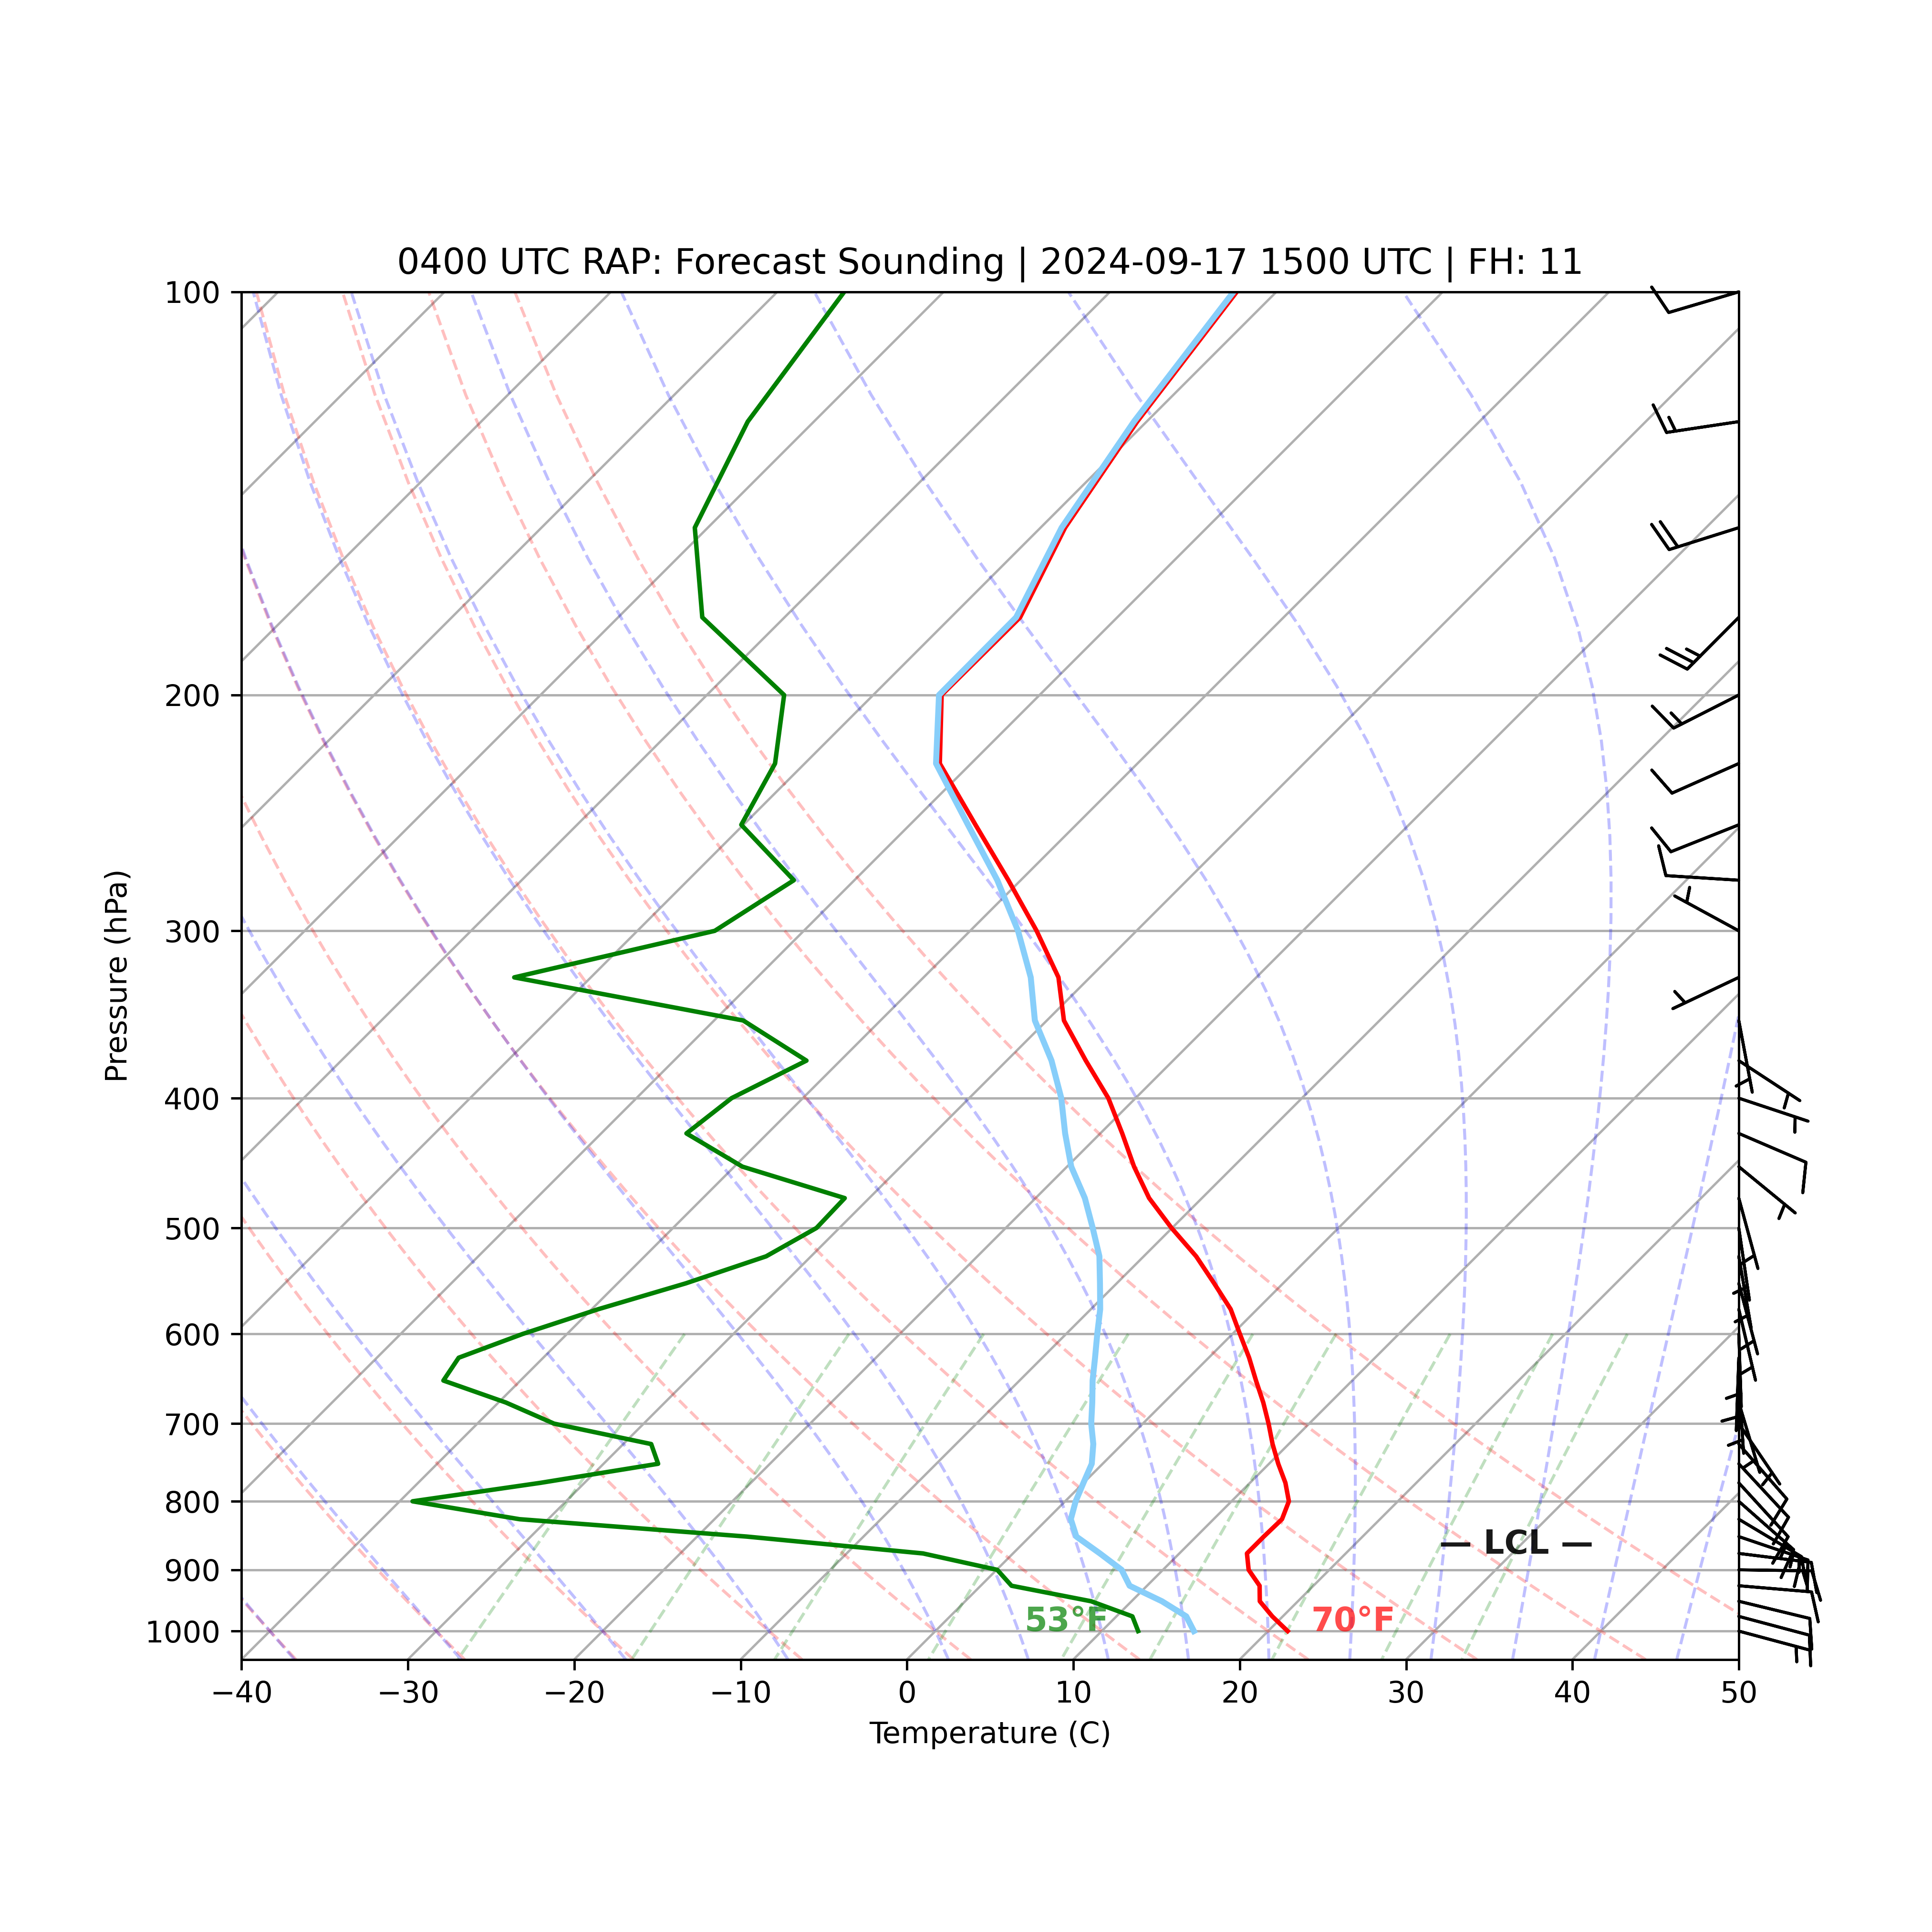 0400 UTC RAP: Forecast Sounding | 2024-09-17 1500 UTC | FH: 11
100
200
300
400
500
600
700
800
900
1000
Pressure (hPa)
— LCL —
53°F
70°F
−40 −30 −20 −10 0 10 20 30 40 50
Temperature (C)